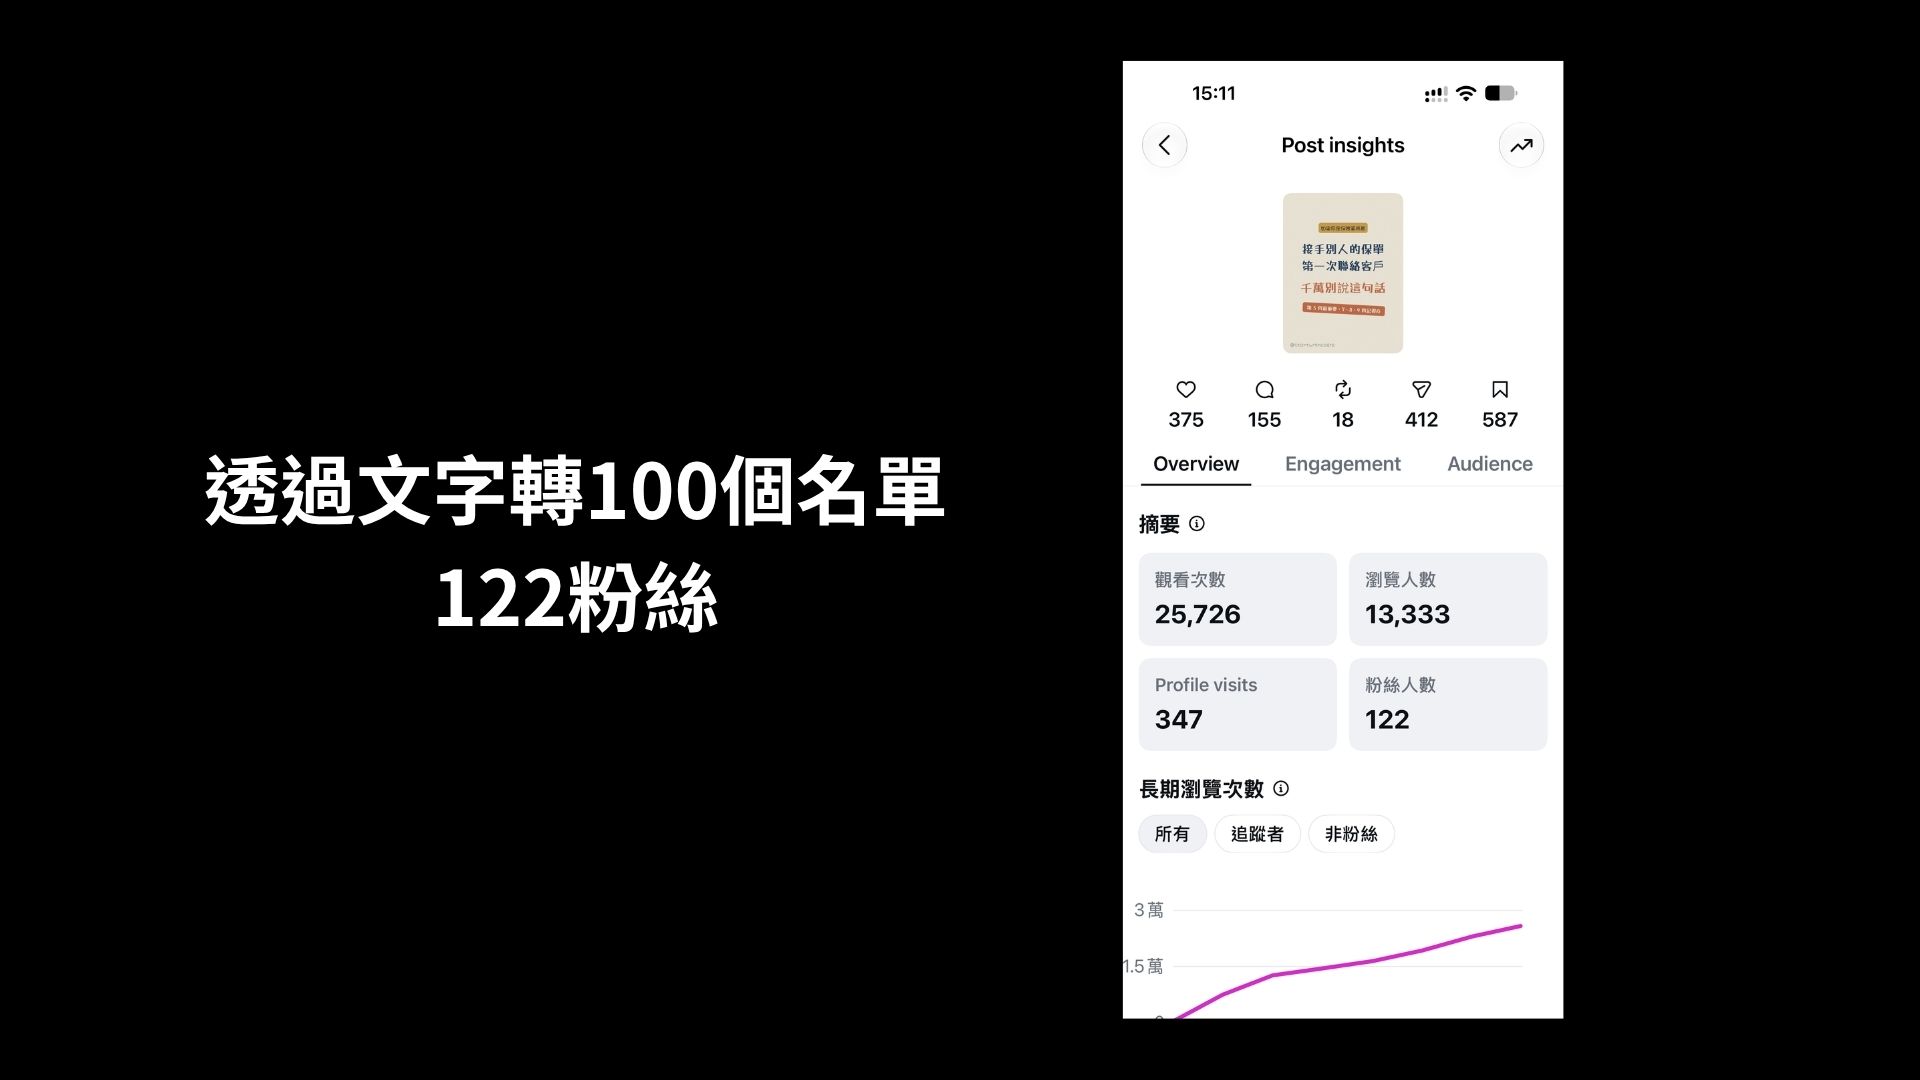 透過文字轉100個名單
122粉絲
15:11
Post insights
接手別人的保單
第一次聯絡客戶
千萬別說這句話
375 155 18 412 587
Overview Engagement Audience
摘要
觀看次數 瀏覽人數
25,726 13,333
Profile visits 粉絲人數
347 122
長期瀏覽次數
所有 追蹤者 非粉絲
3 萬
1.5 萬